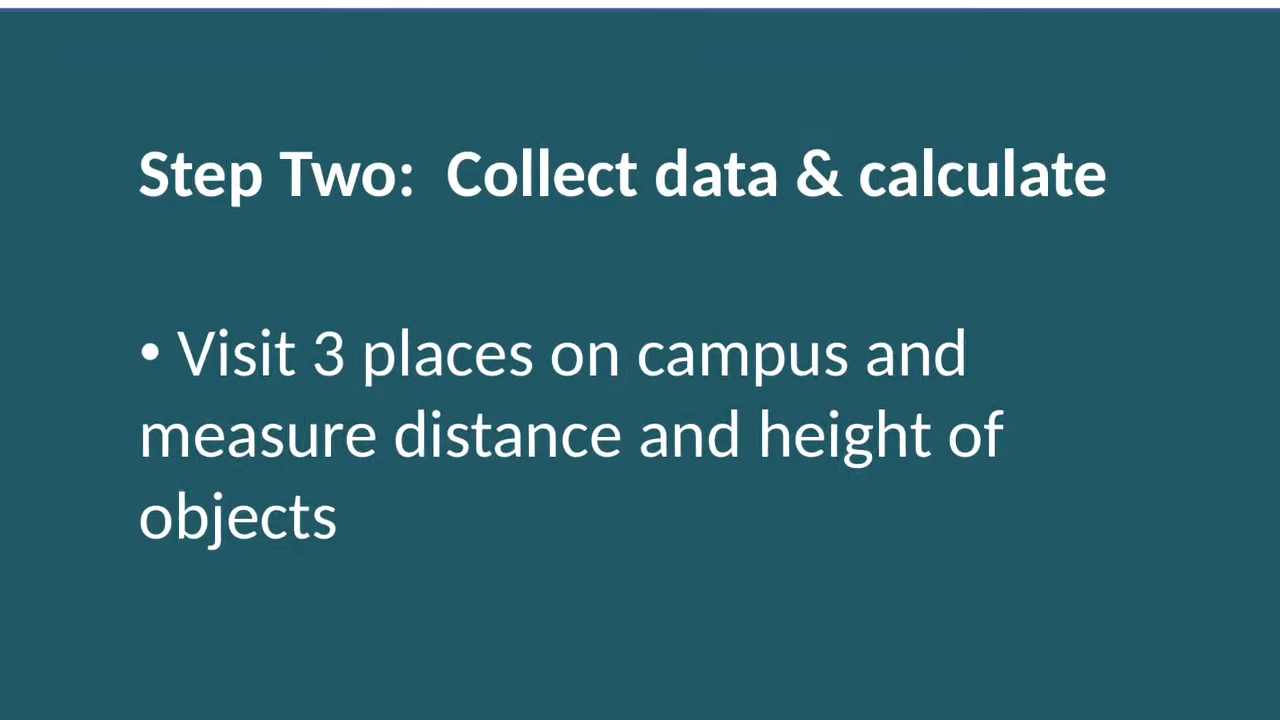 Step Two:  Collect data & calculate
• Visit 3 places on campus and
measure distance and height of
objects